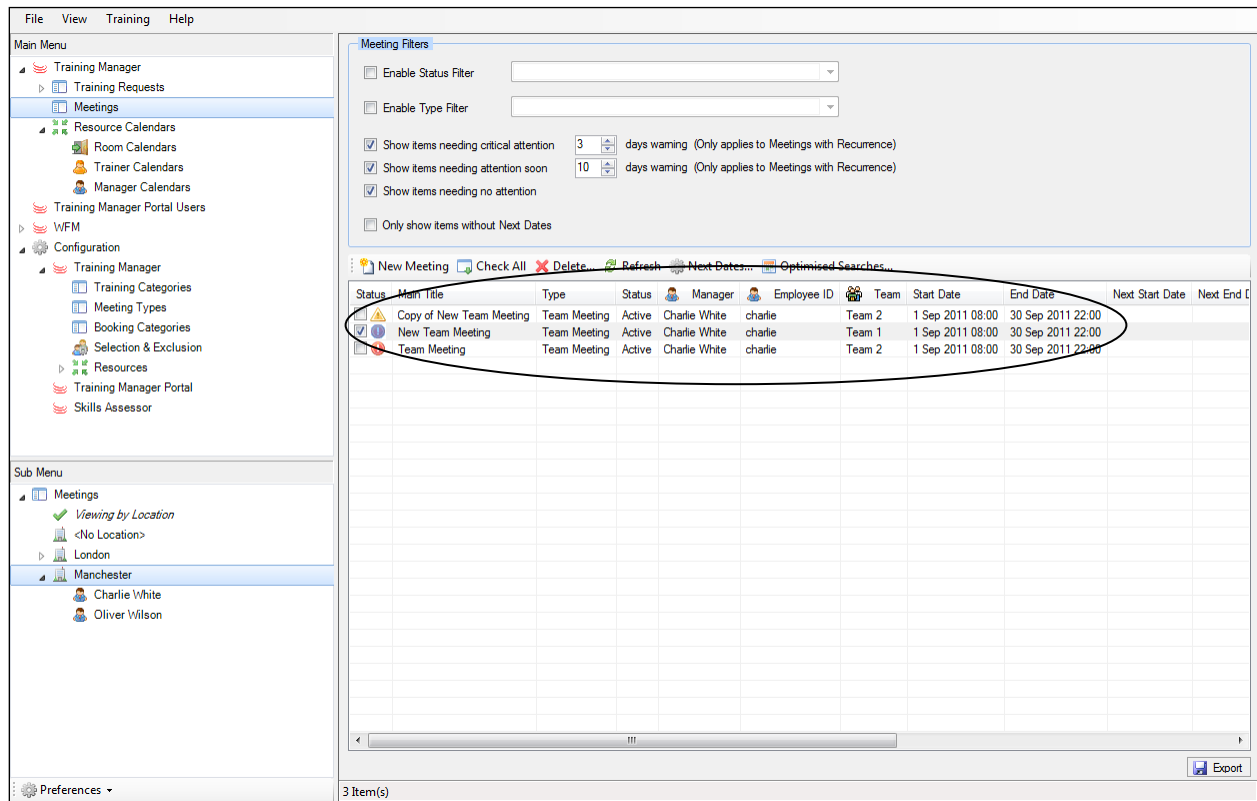 File View Training Help
Main Menu
Training Manager
Training Requests
Meetings
Resource Calendars
Room Calendars
Trainer Calendars
Manager Calendars
Training Manager Portal Users
WFM
Configuration
Training Manager
Training Categories
Meeting Types
Booking Categories
Selection & Exclusion
Resources
Training Manager Portal
Skills Assessor
Sub Menu
Meetings
Viewing by Location
<No Location>
London
Manchester
Charlie White
Oliver Wilson
Preferences
Meeting Filters
Enable Status Filter
Enable Type Filter
Show items needing critical attention 3 days warning (Only applies to Meetings with Recurrence)
Show items needing attention soon 10 days warning (Only applies to Meetings with Recurrence)
Show items needing no attention
Only show items without Next Dates
New Meeting Check All Delete... Refresh Next Dates... Optimised Searches...
Status Main Title Type Status Manager Employee ID Team Start Date End Date Next Start Date Next End D
Copy of New Team Meeting Team Meeting Active Charlie White charlie Team 2 1 Sep 2011 08:00 30 Sep 2011 22:00
New Team Meeting Team Meeting Active Charlie White charlie Team 1 1 Sep 2011 08:00 30 Sep 2011 22:00
Team Meeting Team Meeting Active Charlie White charlie Team 2 1 Sep 2011 08:00 30 Sep 2011 22:00
Export
3 Item(s)